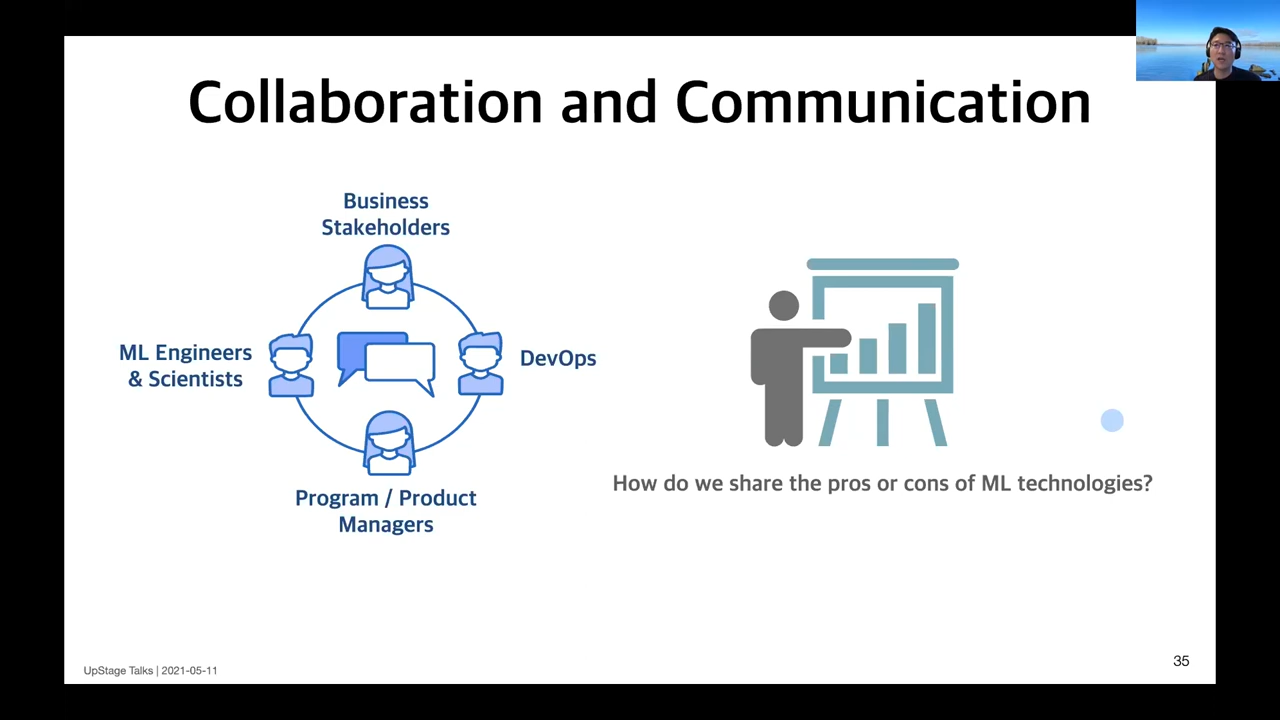 Collaboration and Communication
Business
Stakeholders
ML Engineers
& Scientists
DevOps
Program / Product
Managers
How do we share the pros or cons of ML technologies?
UpStage Talks | 2021-05-11
35